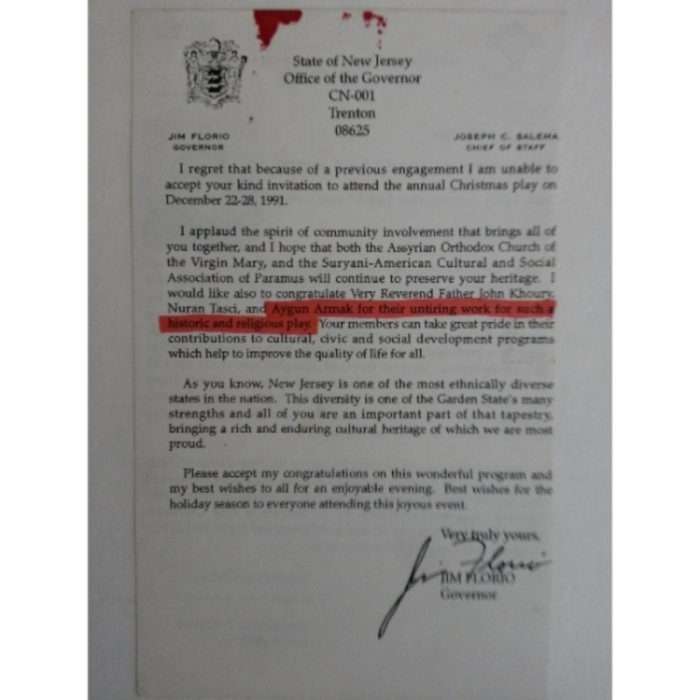 State of New Jersey
Office of the Governor
CN-001
Trenton
08625
JIM FLORIO
GOVERNOR
JOSEPH C. SALEMA
CHIEF OF STAFF
I regret that because of a previous engagement I am unable to
accept your kind invitation to attend the annual Christmas play on
December 22-28, 1991.
I applaud the spirit of community involvement that brings all of
you together, and I hope that both the Assyrian Orthodox Church of
the Virgin Mary, and the Suryani-American Cultural and Social
Association of Paramus will continue to preserve your heritage. I
would like also to congratulate Very Reverend Father John Khoury,
Nuran Tasci, and Aygun Armak for their untiring work for such a
historic and religious play. Your members can take great pride in their
contributions to cultural, civic and social development programs
which help to improve the quality of life for all.
As you know, New Jersey is one of the most ethnically diverse
states in the nation. This diversity is one of the Garden State's many
strengths and all of you are an important part of that tapestry,
bringing a rich and enduring cultural heritage of which we are most
proud.
Please accept my congratulations on this wonderful program and
my best wishes to all for an enjoyable evening. Best wishes for the
holiday season to everyone attending this joyous event.
Very truly yours,
Jim Florio
JIM FLORIO
Governor